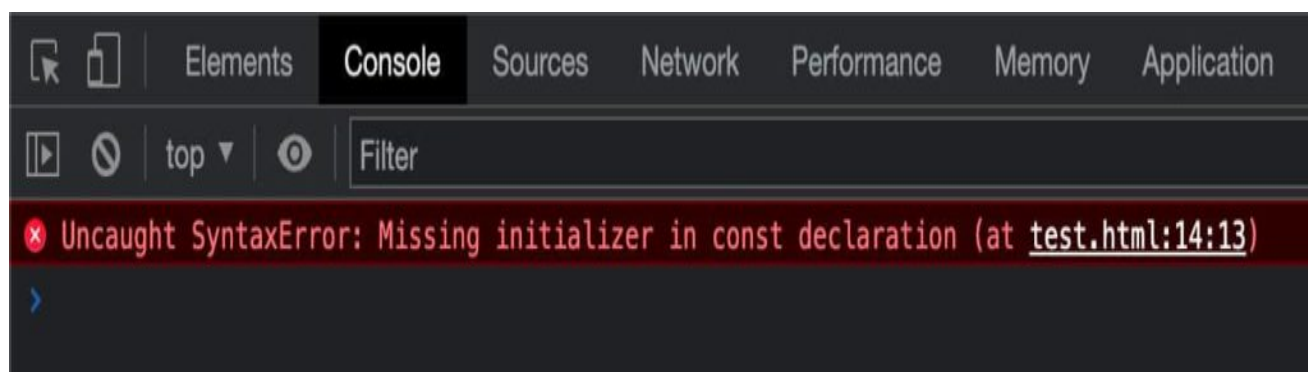 Elements Console Sources Network Performance Memory Application
top Filter
Uncaught SyntaxError: Missing initializer in const declaration (at test.html:14:13)